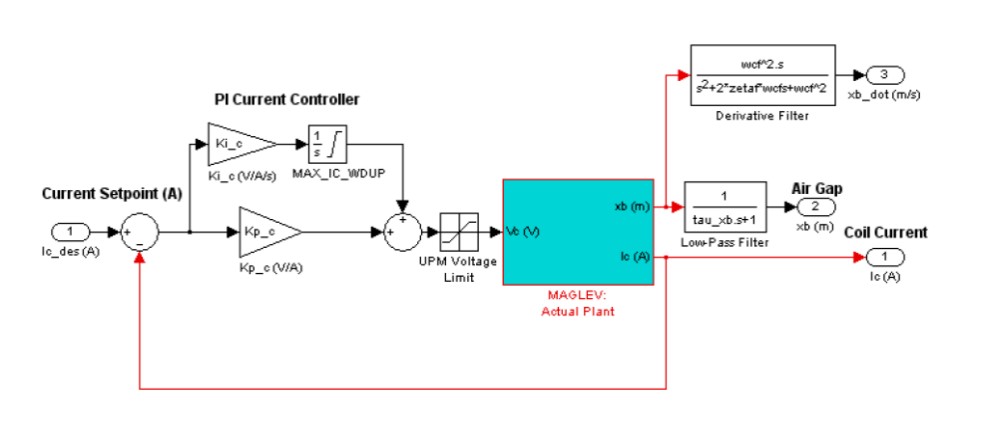 PI Current Controller
Ki_c
Ki_c (V/A/s)
1
s
MAX_IC_WDUP
Current Setpoint (A)
1
Ic_des (A)
+
−
Kp_c
Kp_c (V/A)
+
+
UPM Voltage
Limit
Vc (V)
xb (m)
Ic (A)
MAGLEV:
Actual Plant
wcf^2.s
s^2+2*zetaf*wcfs+wcf^2
Derivative Filter
3
xb_dot (m/s)
1
tau_xb.s+1
Low-Pass Filter
Air Gap
2
xb (m)
Coil Current
1
Ic (A)